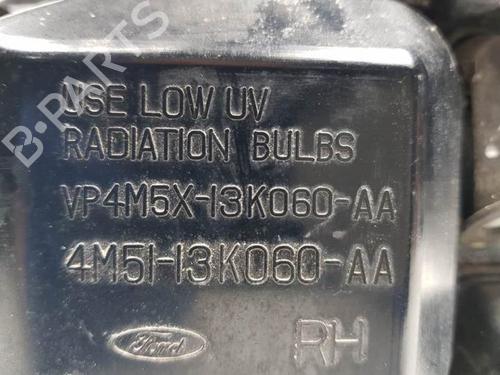 B-PARTS
USE LOW UV
RADIATION BULBS
VP4M5X-13K060-AA
4M51-13K060-AA
Ford RH